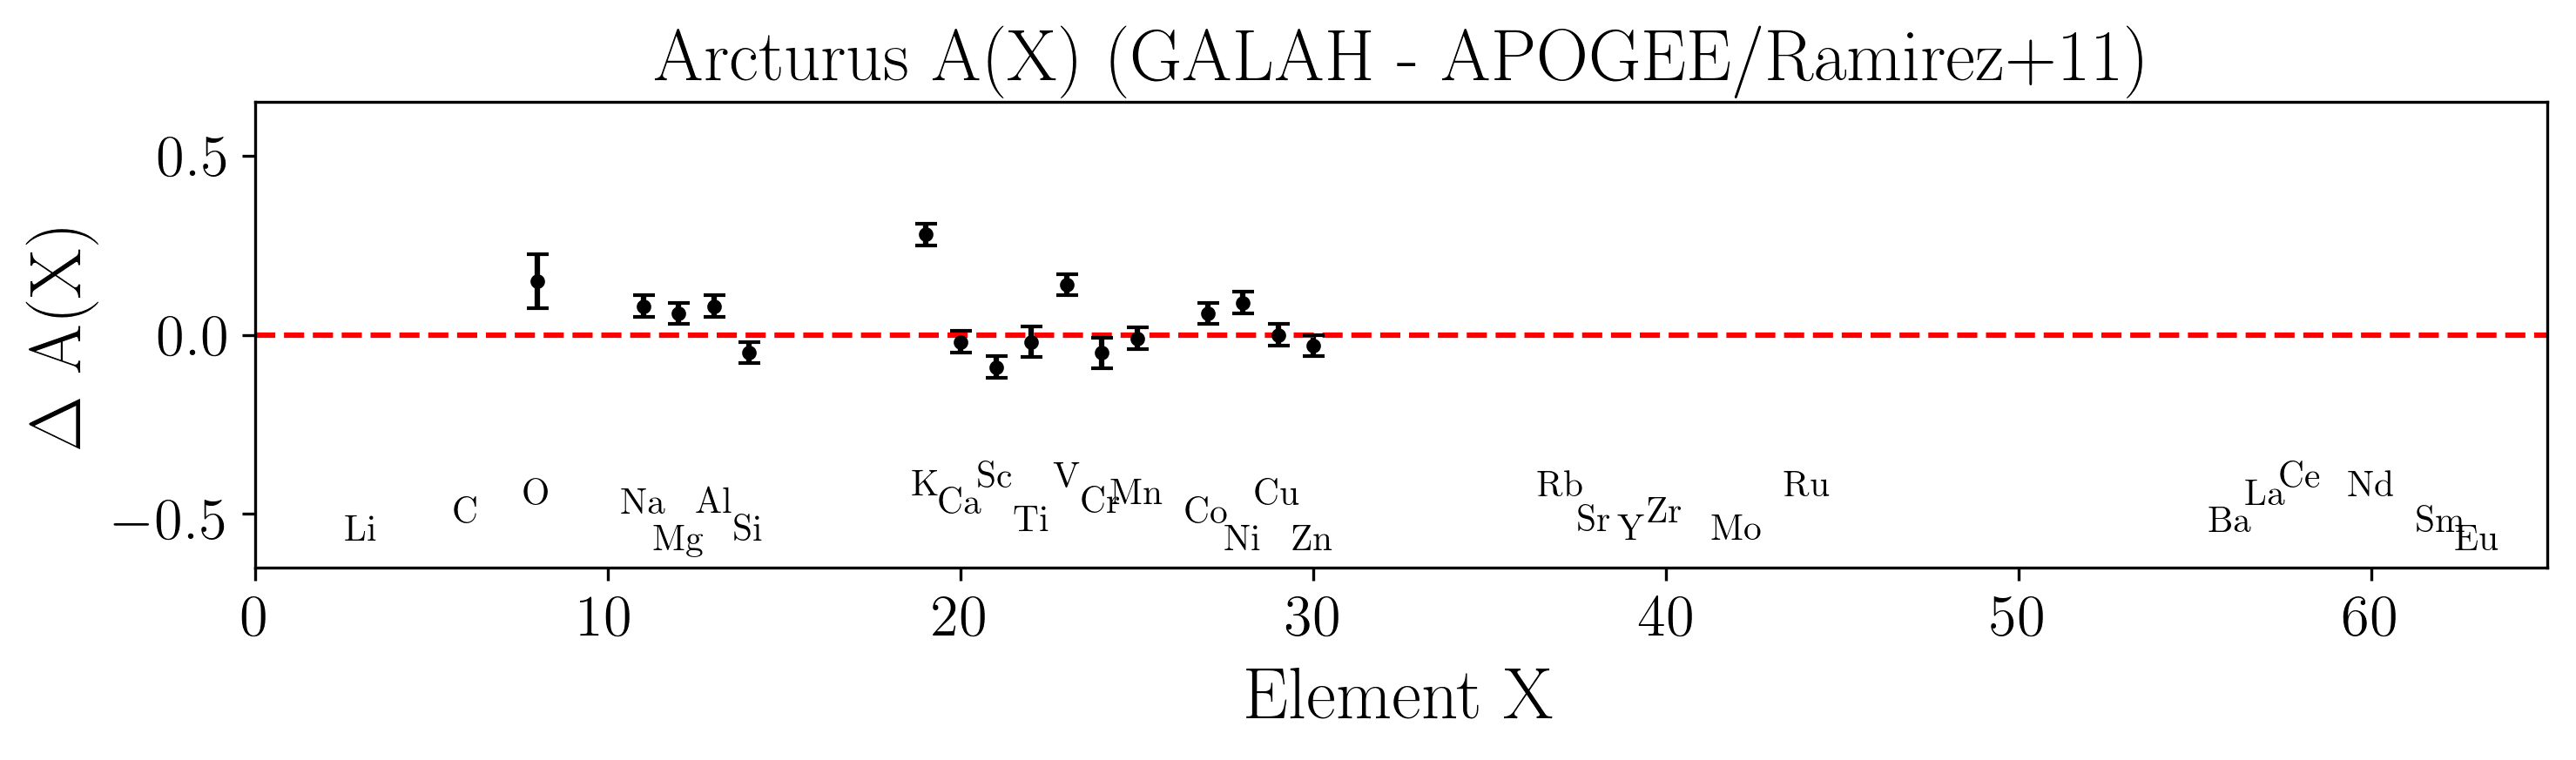 Arcturus A(X) (GALAH - APOGEE/Ramirez+11)
Δ A(X)
0.5
0.0
−0.5
Li C O Na Mg Al Si K Ca Sc Ti V Cr Mn Co Ni Cu Zn Rb Sr Y Zr Mo Ru Ba La Ce Nd Sm Eu
0 10 20 30 40 50 60
Element X